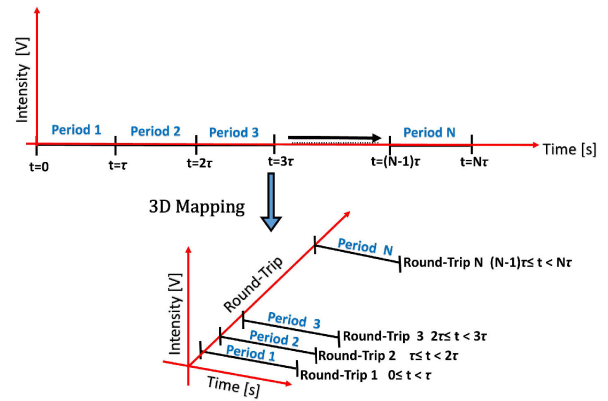 Intensity [V]
Period 1 Period 2 Period 3 Period N
Time [s]
t=0 t=τ t=2τ t=3τ t=(N-1)τ t=Nτ
3D Mapping
Intensity [V]
Round-Trip
Time [s]
Period N
Round-Trip N (N-1)τ≤ t < Nτ
Period 3
Round-Trip 3 2τ≤ t < 3τ
Period 2
Round-Trip 2 τ≤ t < 2τ
Period 1
Round-Trip 1 0≤ t < τ